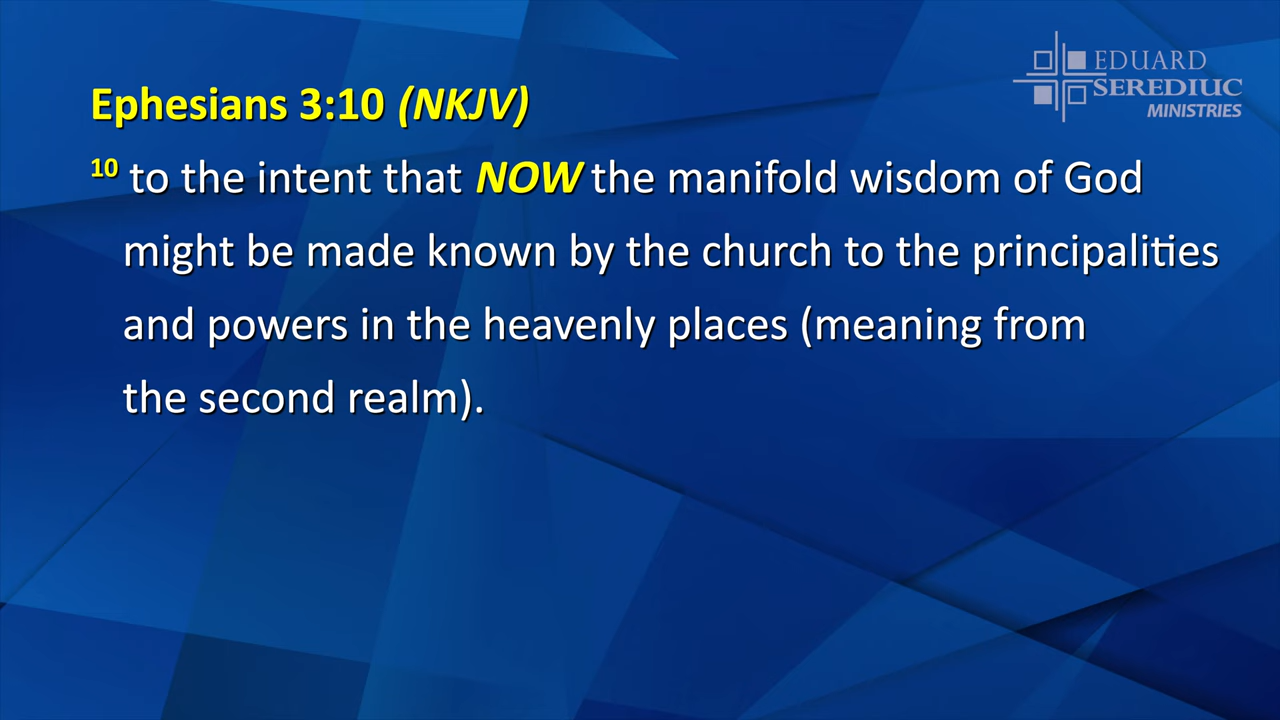 EDUARD
SEREDIUC
MINISTRIES
Ephesians 3:10 (NKJV)
10 to the intent that NOW the manifold wisdom of God
might be made known by the church to the principalities
and powers in the heavenly places (meaning from
the second realm).